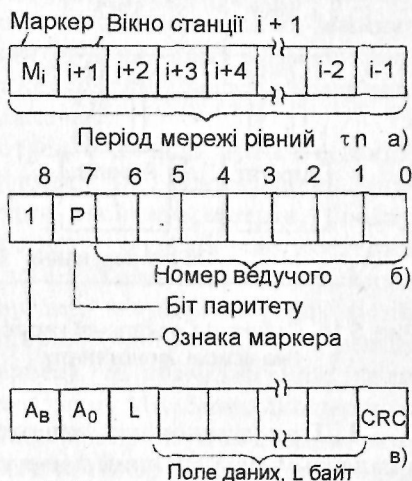 Маркер Вікно станції i + 1
Mi i+1 i+2 i+3 i+4 i-2 i-1
Період мережі рівний τn а)
8 7 6 5 4 3 2 1 0
1 P
Номер ведучого б)
Біт паритету
Ознака маркера
AB A0 L CRC
Поле даних, L байт в)